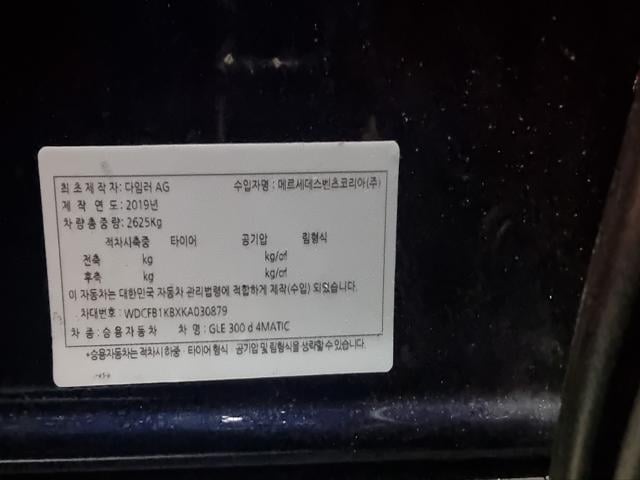 최초제작자: 다임러 AG 수입자명 : 메르세데스벤츠코리아(주)
제 작 연 도: 2019년
차량총중량: 2625Kg
적차시축중 타이어 공기압 림형식
전축 kg kg/㎠
후축 kg kg/㎠
이 자동차는 대한민국 자동차 관리법령에 적합하게 제작(수입) 되었습니다.
차대번호 : WDCFB1KBXKA030879
차 종 : 승용자동차 차 명 : GLE 300 d 4MATIC
*승용자동차는 적차시 하중 · 타이어 형식 · 공기압 및 림형식을 생략할 수 있습니다.